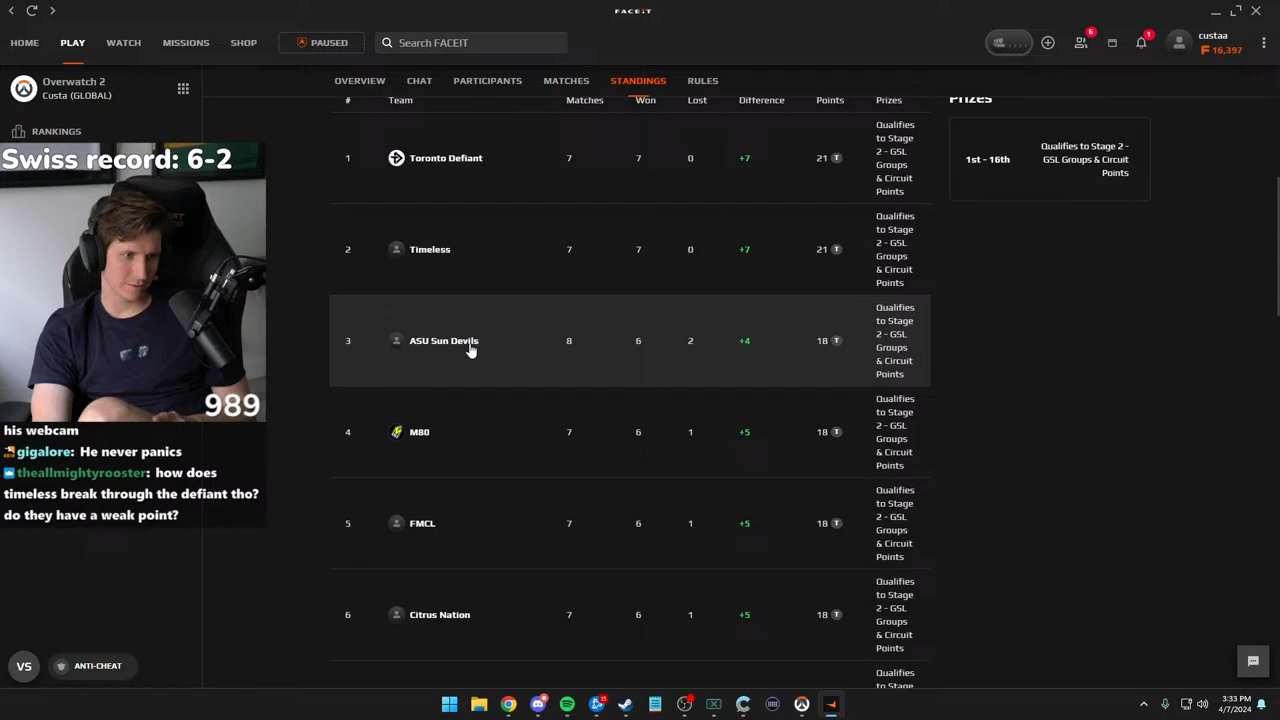 FACEIT
HOME PLAY WATCH MISSIONS SHOP PAUSED Search FACEIT 6 1 custaa 16,397
Overwatch 2
Custa (GLOBAL)
RANKINGS
OVERVIEW CHAT PARTICIPANTS MATCHES STANDINGS RULES
Swiss record: 6-2
989
his webcam
gigalore: He never panics
theallmightyrooster: how does
timeless break through the defiant tho?
do they have a weak point?
# Team Matches Won Lost Difference Points Prizes
1 Toronto Defiant 7 7 0 +7 21 T
Qualifies
to Stage
2 - GSL
Groups
& Circuit
Points
2 Timeless 7 7 0 +7 21 T
Qualifies
to Stage
2 - GSL
Groups
& Circuit
Points
3 ASU Sun Devils 8 6 2 +4 18 T
Qualifies
to Stage
2 - GSL
Groups
& Circuit
Points
4 M80 7 6 1 +5 18 T
Qualifies
to Stage
2 - GSL
Groups
& Circuit
Points
5 FMCL 7 6 1 +5 18 T
Qualifies
to Stage
2 - GSL
Groups
& Circuit
Points
6 Citrus Nation 7 6 1 +5 18 T
Qualifies
to Stage
2 - GSL
Groups
& Circuit
Points
Qualifies
Prizes
1st - 16th
Qualifies to Stage 2 -
GSL Groups & Circuit
Points
VS ANTI-CHEAT
15
3:33 PM
4/7/2024